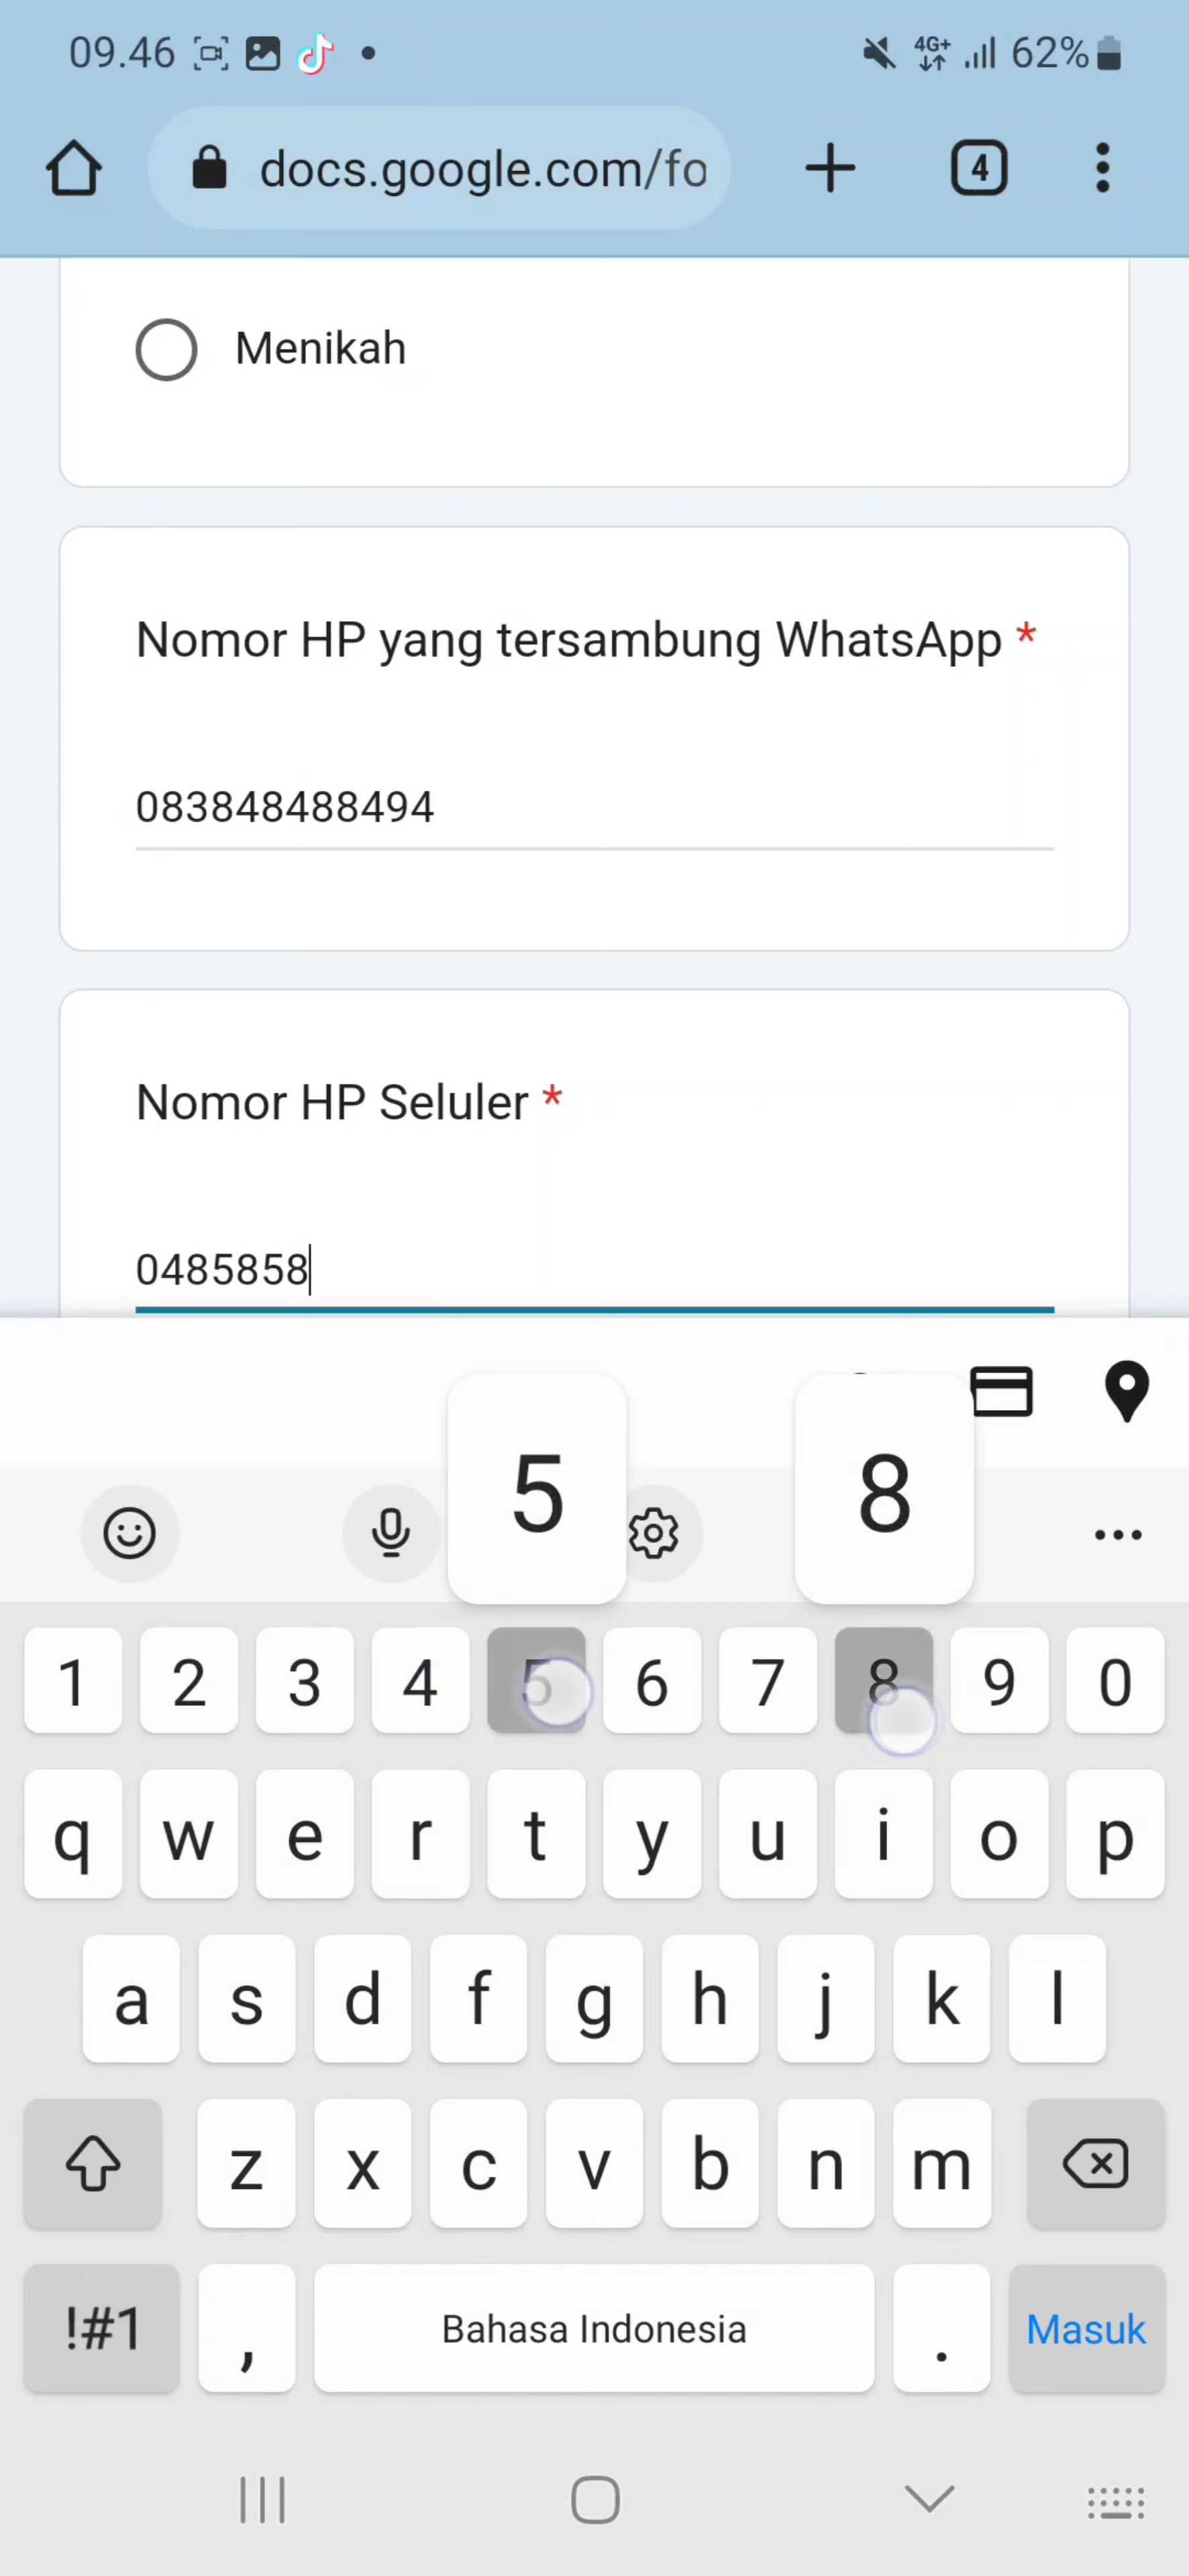 09.46 4G+ 62%
docs.google.com/fo
4
Menikah
Nomor HP yang tersambung WhatsApp *
083848488494
Nomor HP Seluler *
0485858
5 8
1 2 3 4 5 6 7 8 9 0
q w e r t y u i o p
a s d f g h j k l
z x c v b n m
!#1 , Bahasa Indonesia . Masuk